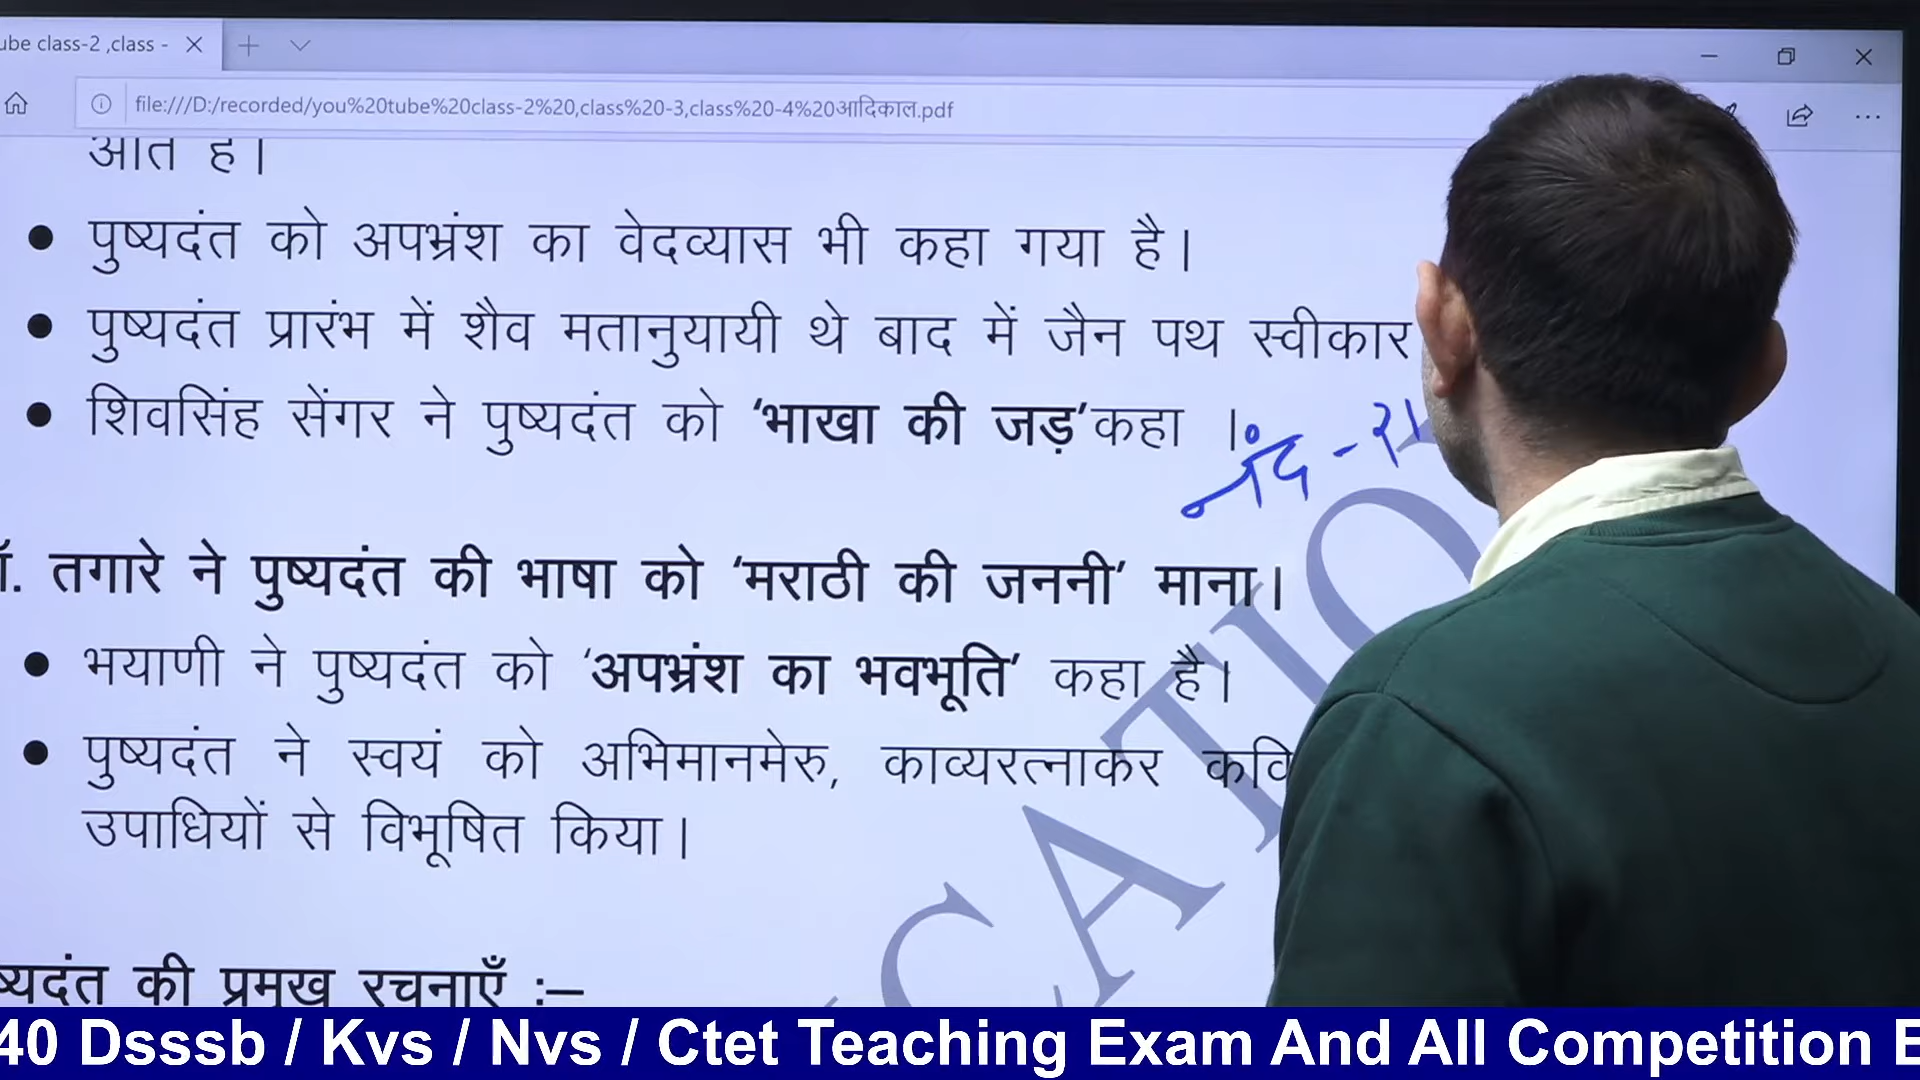 ube class-2 ,class -
file:///D:/recorded/you%20tube%20class-2%20,class%20-3,class%20-4%20आदिकाल.pdf
पुष्यदंत को अपभ्रंश का वेदव्यास भी कहा गया है।
पुष्यदंत प्रारंभ में शैव मतानुयायी थे बाद में जैन पथ स्वीकार
शिवसिंह सेंगर ने पुष्यदंत को ‘भाखा की जड़’ कहा ।
तगारे ने पुष्यदंत की भाषा को ‘मराठी की जननी’ माना।
भयाणी ने पुष्यदंत को ‘अपभ्रंश का भवभूति’ कहा है।
पुष्यदंत ने स्वयं को अभिमानमेरु, काव्यरत्नाकर कवि
उपाधियों से विभूषित किया।
ष्यदंत की प्रमुख रचनाएँ :–
CATIO
40 Dsssb / Kvs / Nvs / Ctet Teaching Exam And All Competition E